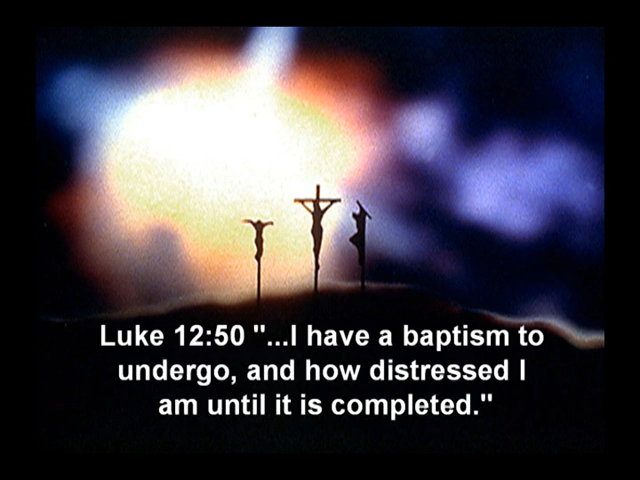 Luke 12:50 "...I have a baptism to
undergo, and how distressed I
am until it is completed."